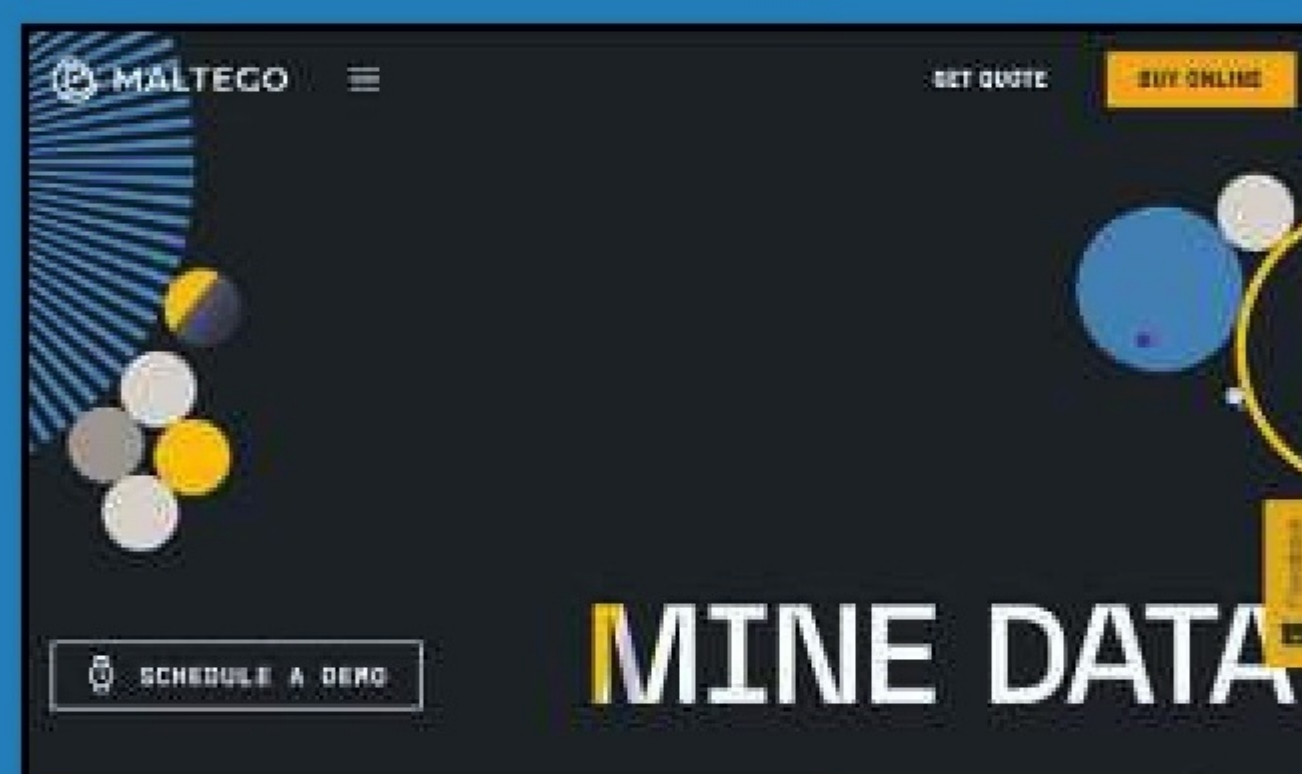 MALTEGO
GET QUOTE
BUY ONLINE
MINE DATA
SCHEDULE A DEMO